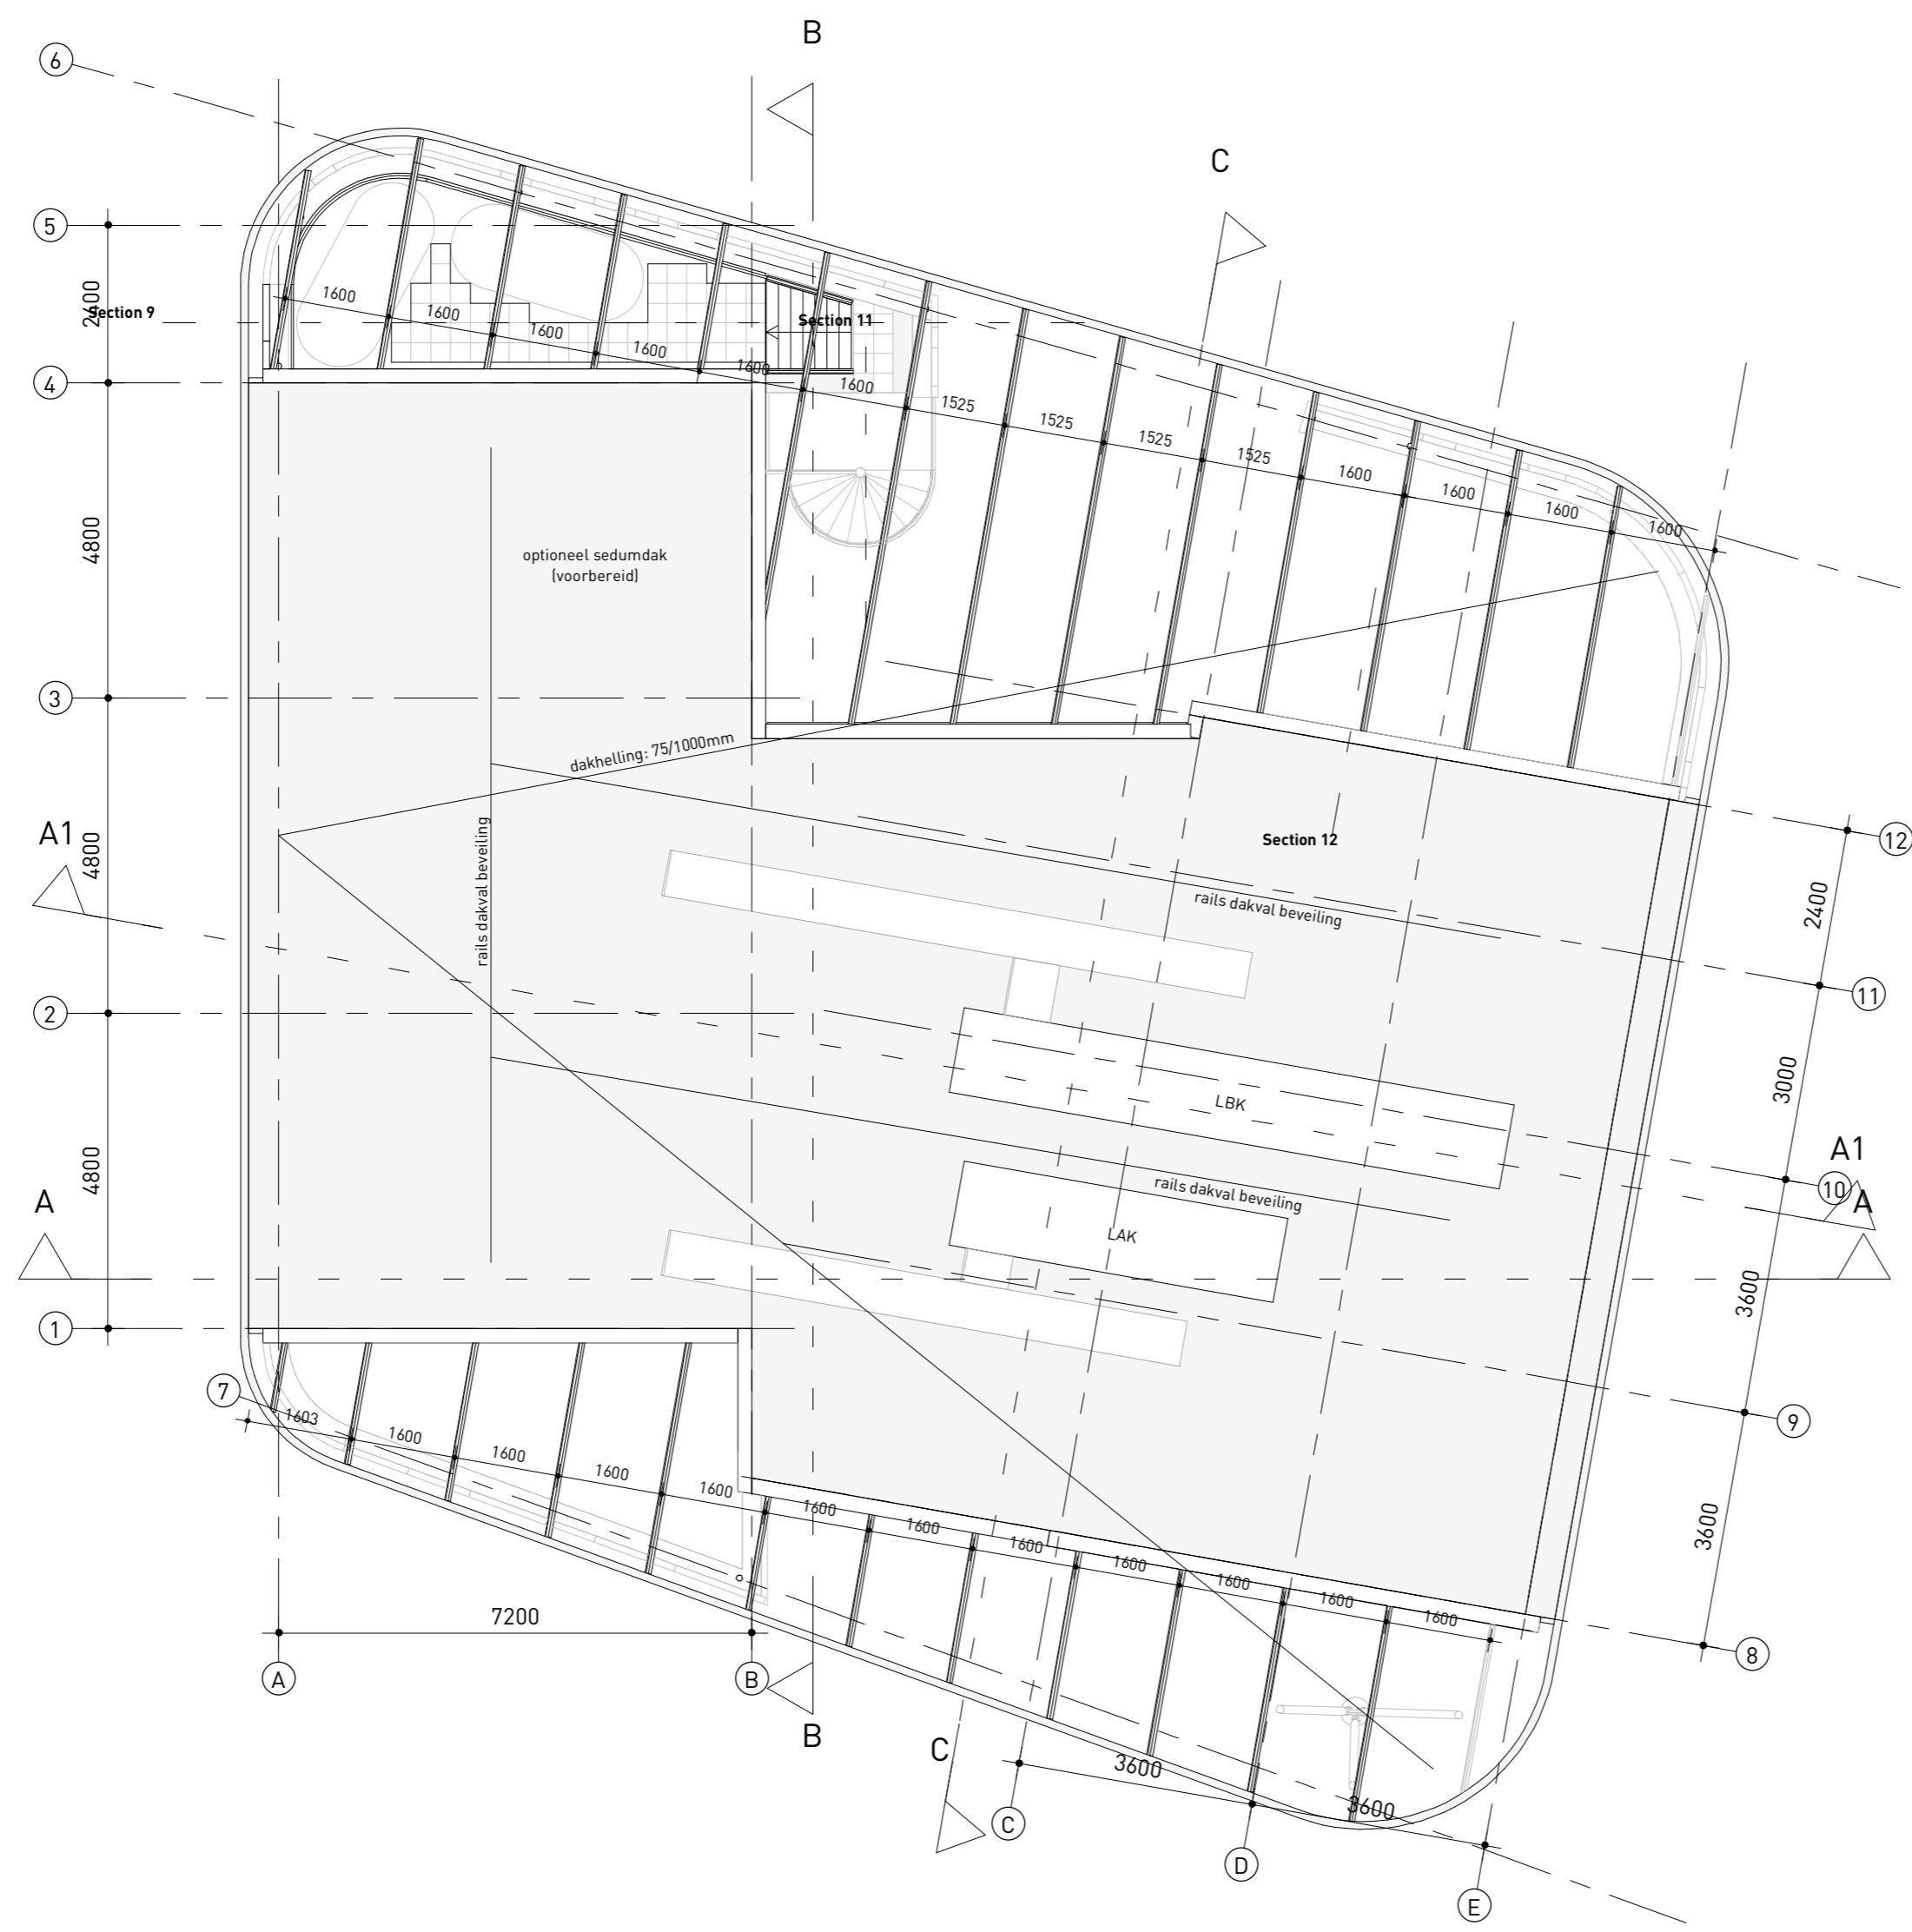 B
6
C
5
2400
Section 9
1600
1600
1600
1600
1600
1600
Section 11
1525
1525
1525
1525
1600
1600
1600
1600
4
4800
optioneel sedumdak
(voorbereid)
3
dakhelling: 75/1000mm
A1
4800
rails dakval beveiling
Section 12
12
rails dakval beveiling
2400
11
2
3000
LBK
A1
10
4800
A
rails dakval beveiling
A
LAK
3600
1
7
1603
1600
1600
1600
1600
1600
1600
1600
1600
1600
1600
1600
9
3600
8
7200
A
B
B
C
3600
3600
C
D
E